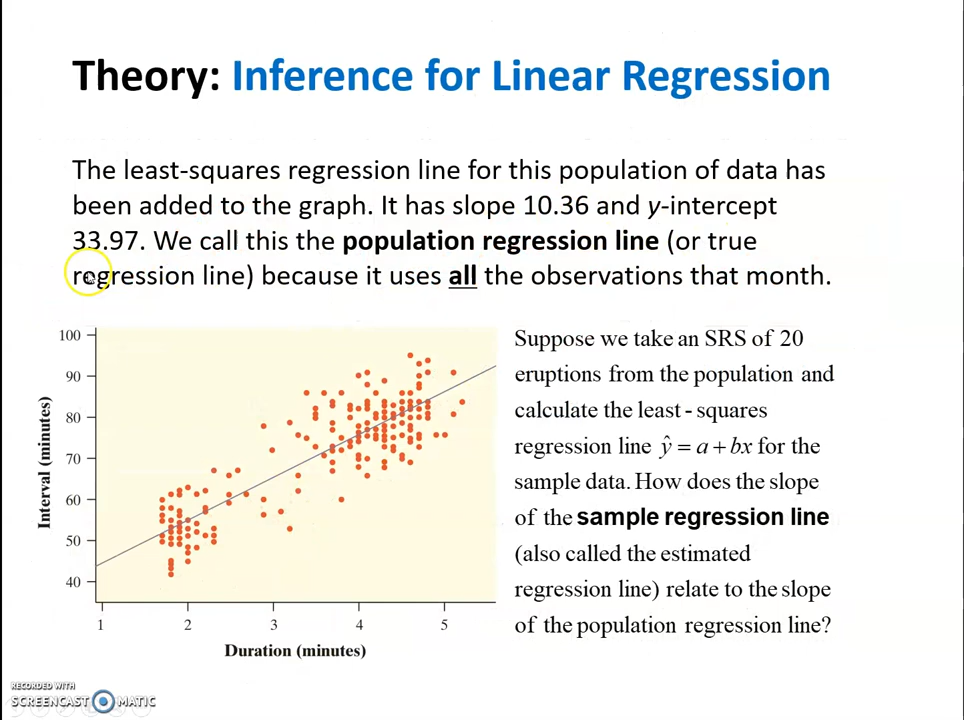 Theory: Inference for Linear Regression
The least-squares regression line for this population of data has
been added to the graph. It has slope 10.36 and y-intercept
33.97. We call this the population regression line (or true
regression line) because it uses all the observations that month.
100
90
80
70
60
50
40
Interval (minutes)
1 2 3 4 5
Duration (minutes)
Suppose we take an SRS of 20
eruptions from the population and
calculate the least-squares
regression line ŷ = a + bx for the
sample data. How does the slope
of the sample regression line
(also called the estimated
regression line) relate to the slope
of the population regression line?
RECORDED WITH
SCREENCAST MATIC